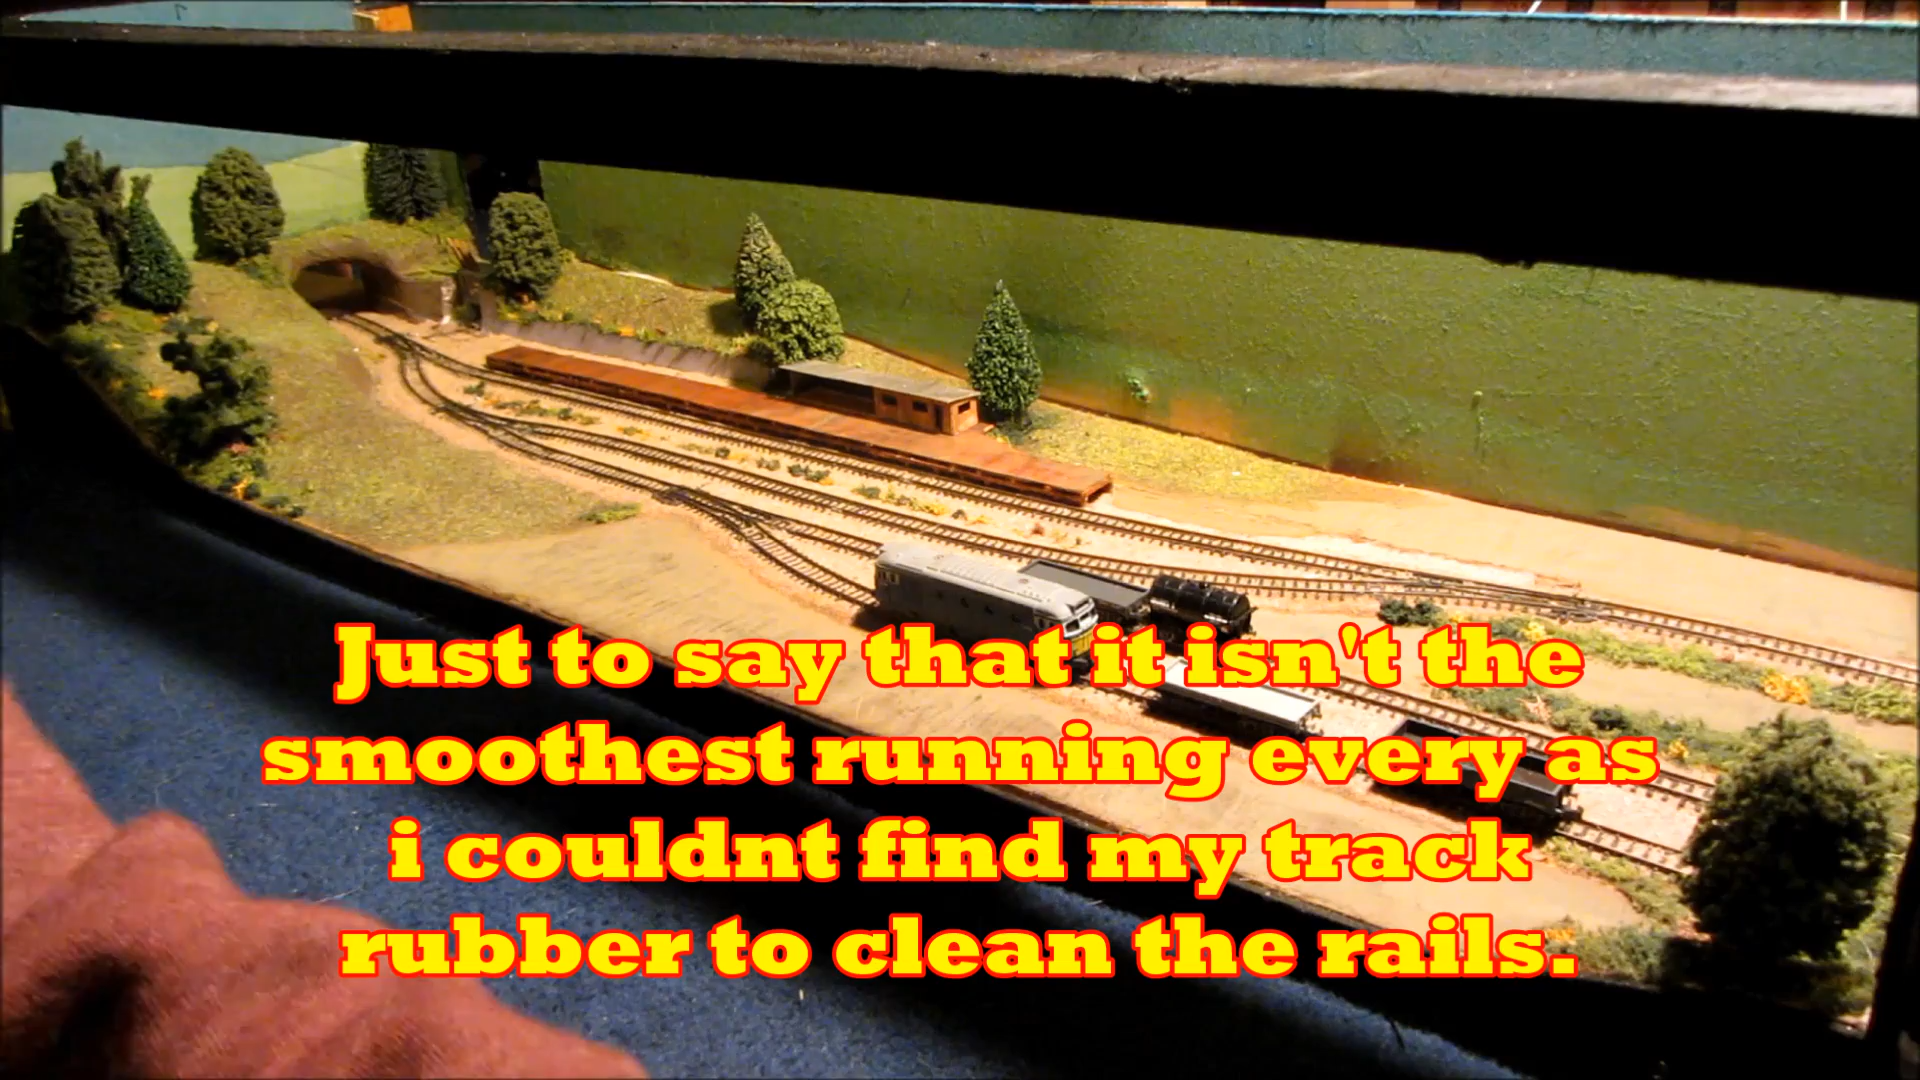 Just to say that it isn't the
smoothest running every as
i couldnt find my track
rubber to clean the rails.